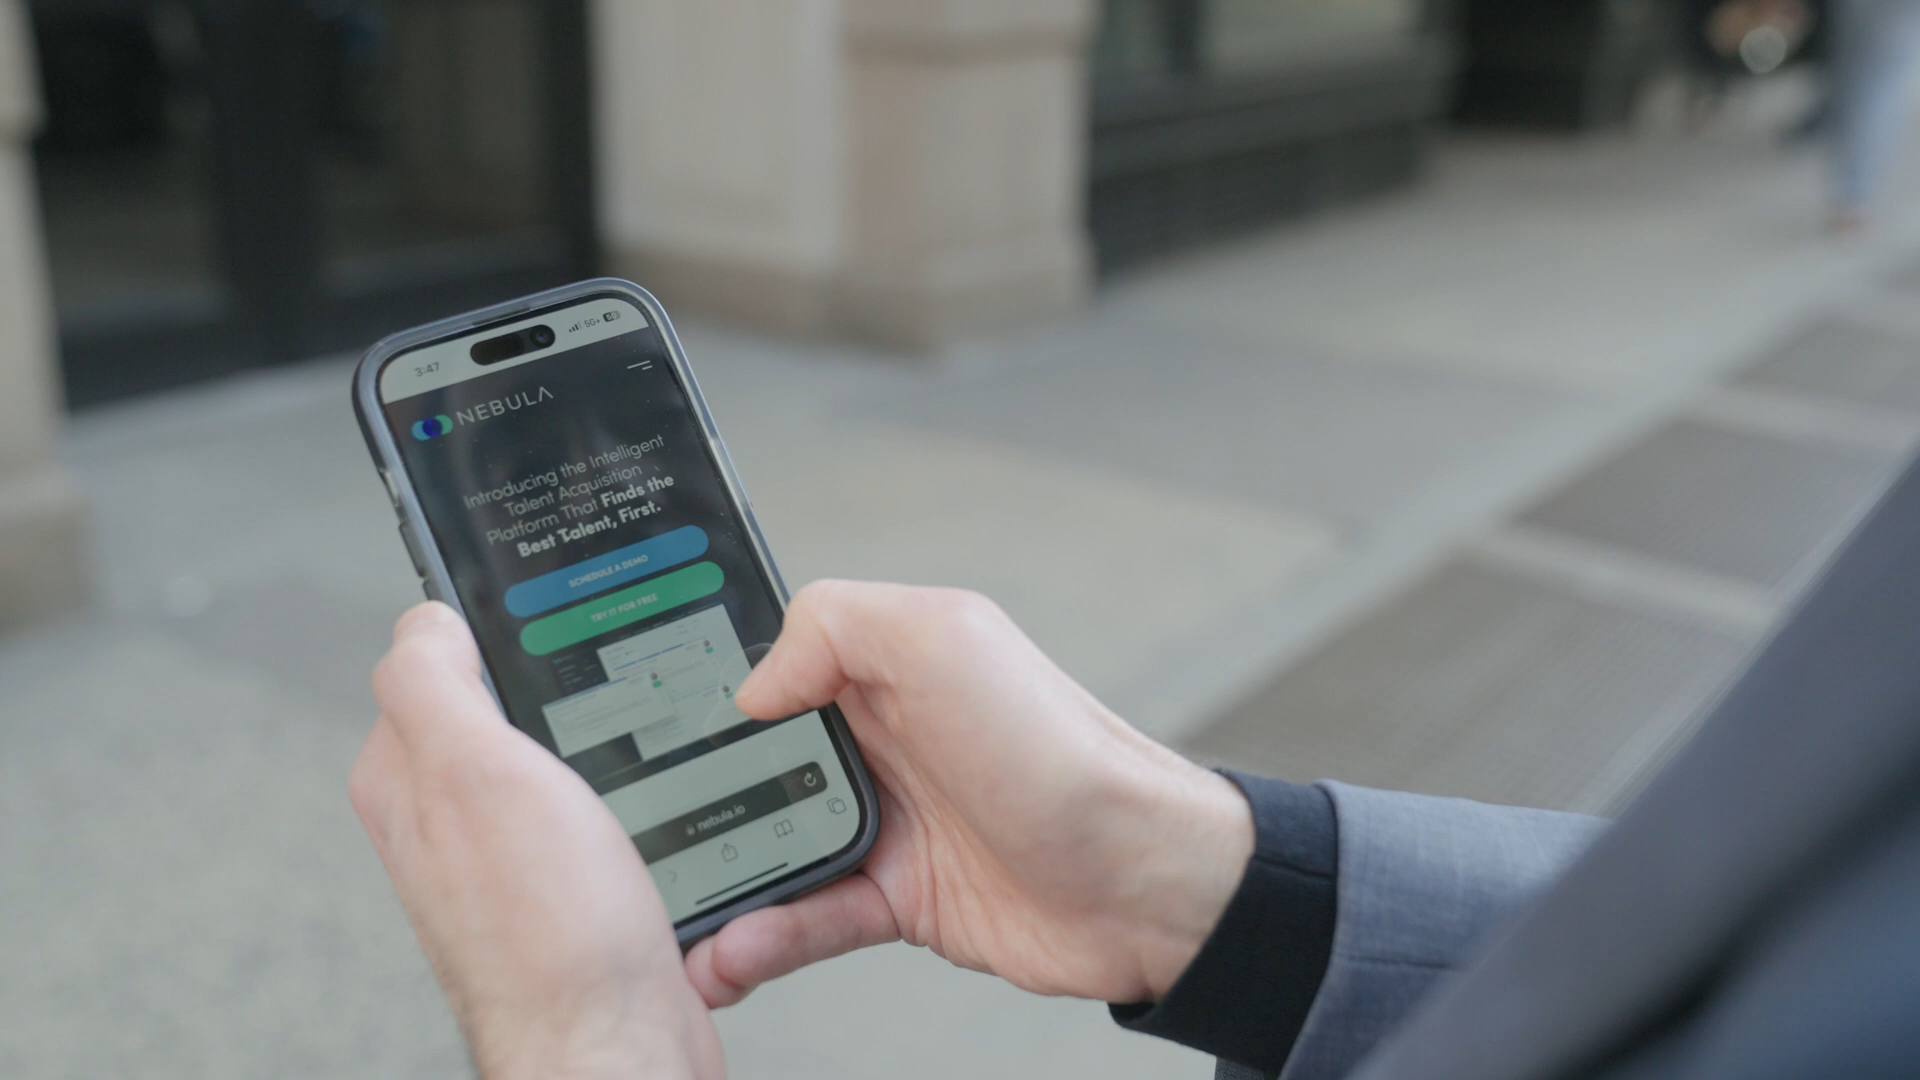 3:47
5G+
NEBULA
Introducing the Intelligent
Talent Acquisition
Platform That Finds the
Best Talent, First.
SCHEDULE A DEMO
TRY IT FOR FREE
nebula.io